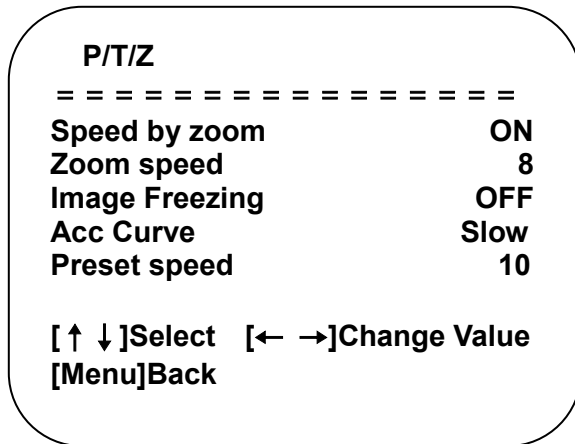 P/T/Z
= = = = = = = = = = = = = = = =
Speed by zoom ON
Zoom speed 8
Image Freezing OFF
Acc Curve Slow
Preset speed 10
[↑ ↓]Select [← →]Change Value
[Menu]Back